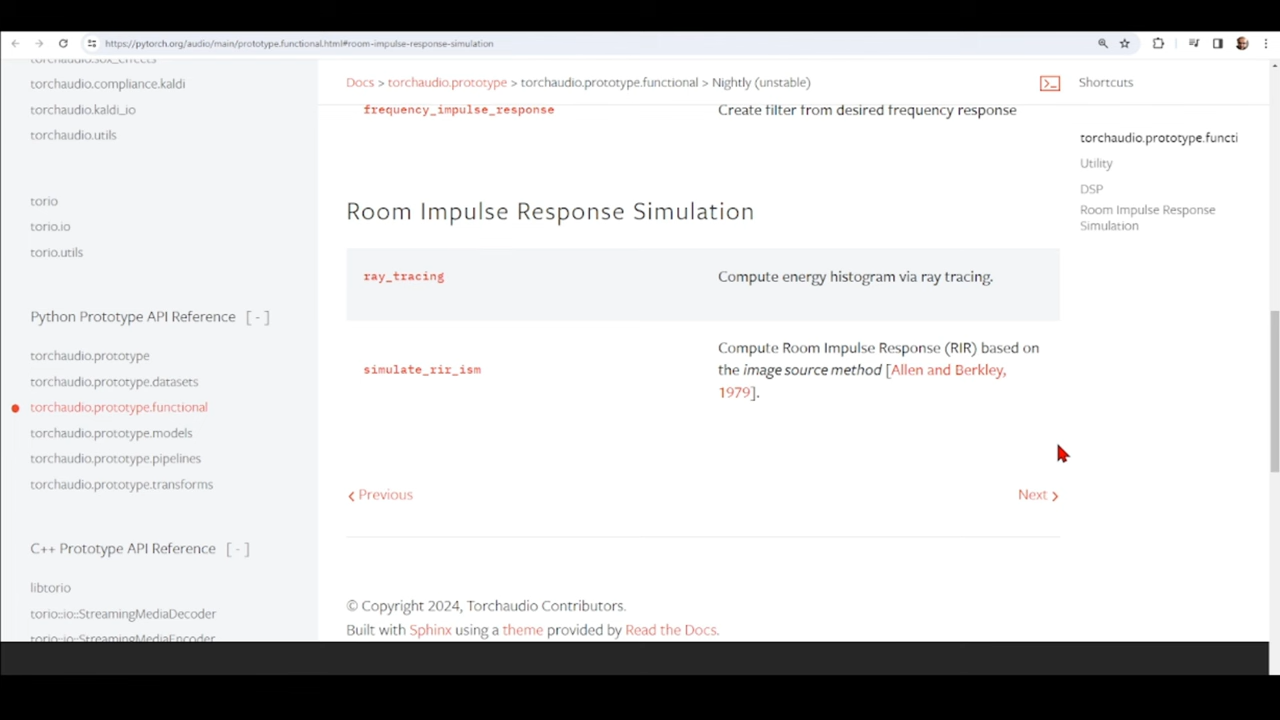 https://pytorch.org/audio/main/prototype.functional.html#room-impulse-response-simulation
torchaudio.sox_effects
torchaudio.compliance.kaldi
torchaudio.kaldi_io
torchaudio.utils
torio
torio.io
torio.utils
Python Prototype API Reference [ - ]
torchaudio.prototype
torchaudio.prototype.datasets
torchaudio.prototype.functional
torchaudio.prototype.models
torchaudio.prototype.pipelines
torchaudio.prototype.transforms
C++ Prototype API Reference [ - ]
libtorio
torio::io::StreamingMediaDecoder
torio::io::StreamingMediaEncoder
Docs > torchaudio.prototype > torchaudio.prototype.functional > Nightly (unstable)
frequency_impulse_response
Create filter from desired frequency response
Room Impulse Response Simulation
ray_tracing
Compute energy histogram via ray tracing.
simulate_rir_ism
Compute Room Impulse Response (RIR) based on
the image source method [Allen and Berkley,
1979].
Previous
Next
© Copyright 2024, Torchaudio Contributors.
Built with Sphinx using a theme provided by Read the Docs.
Shortcuts
torchaudio.prototype.functi
Utility
DSP
Room Impulse Response
Simulation